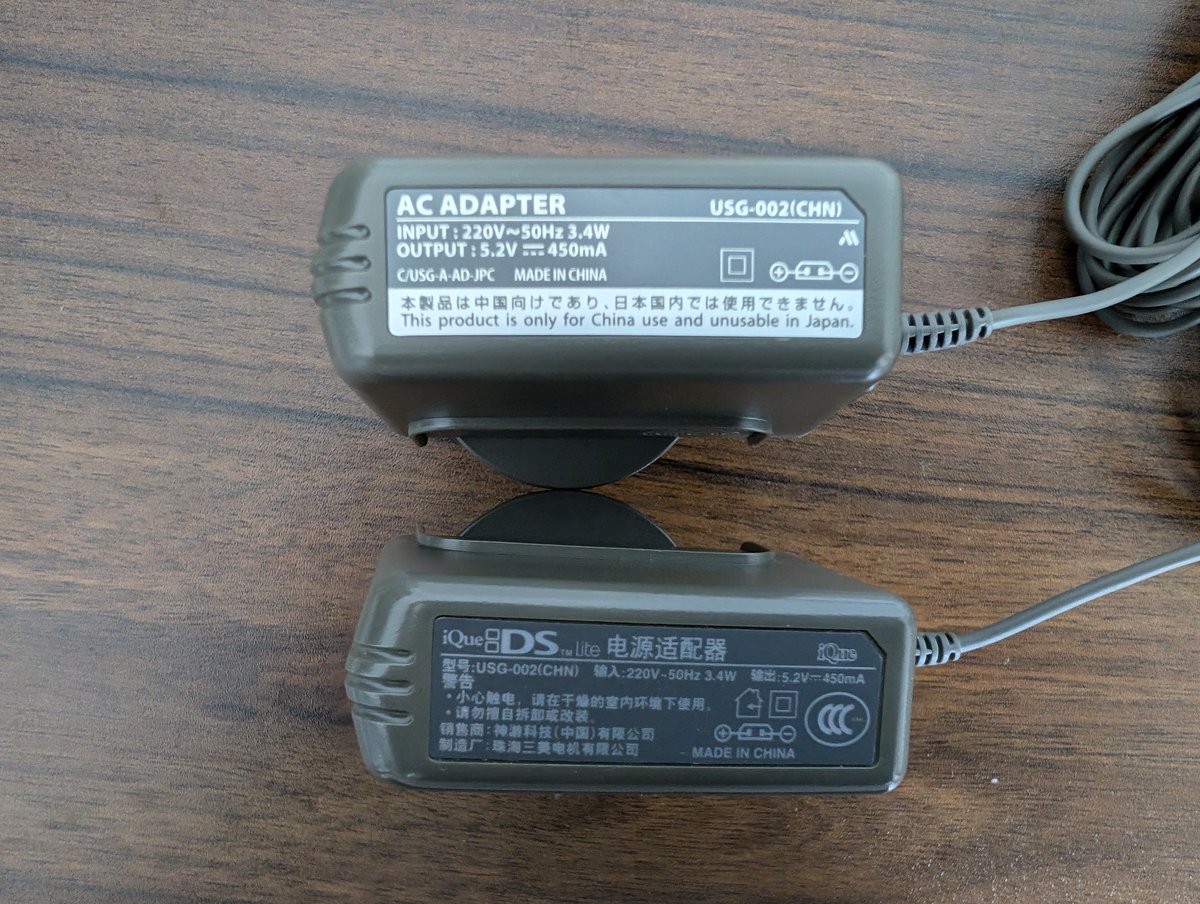 AC ADAPTER USG-002(CHN)
INPUT : 220V～50Hz 3.4W
OUTPUT : 5.2V ⎓ 450mA
C/USG-A-AD-JPC MADE IN CHINA
本製品は中国向けであり、日本国内では使用できません。
This product is only for China use and unusable in Japan.
iQue DS™ Lite 电源适配器 iQue
型号:USG-002(CHN) 输入:220V~50Hz 3.4W 输出:5.2V⎓450mA
警告
・小心触电，请在干燥的室内环境下使用。
・请勿擅自拆卸或改装。
销售商：神游科技(中国)有限公司
制造厂：珠海三美电机有限公司
MADE IN CHINA